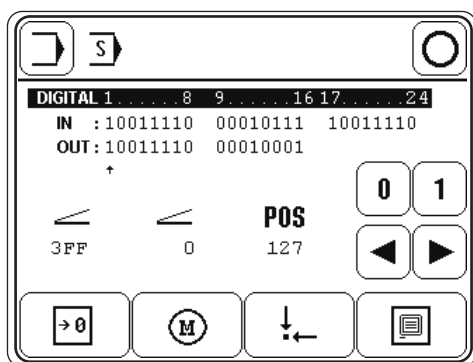 S
DIGITAL 1......8 9......16 17......24
IN : 10011110 00010111 10011110
OUT : 10011110 00010001
0 1
POS
3FF 0 127
→0 M